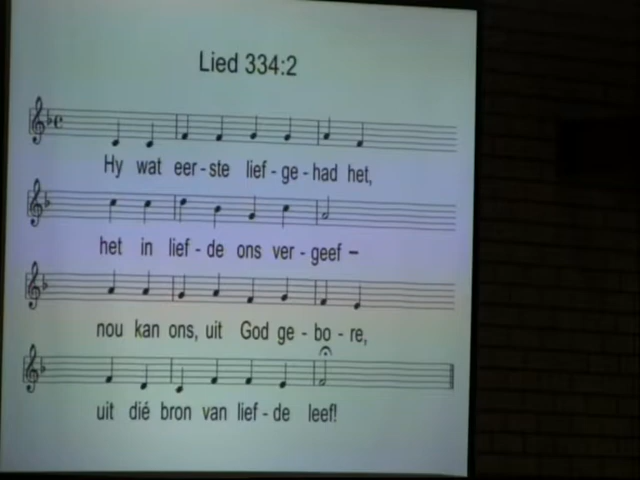 Lied 334:2
Hy wat eer-ste lief-ge-had het,
het in lief-de ons ver-geef –
nou kan ons, uit God ge-bo-re,
uit dié bron van lief-de leef!